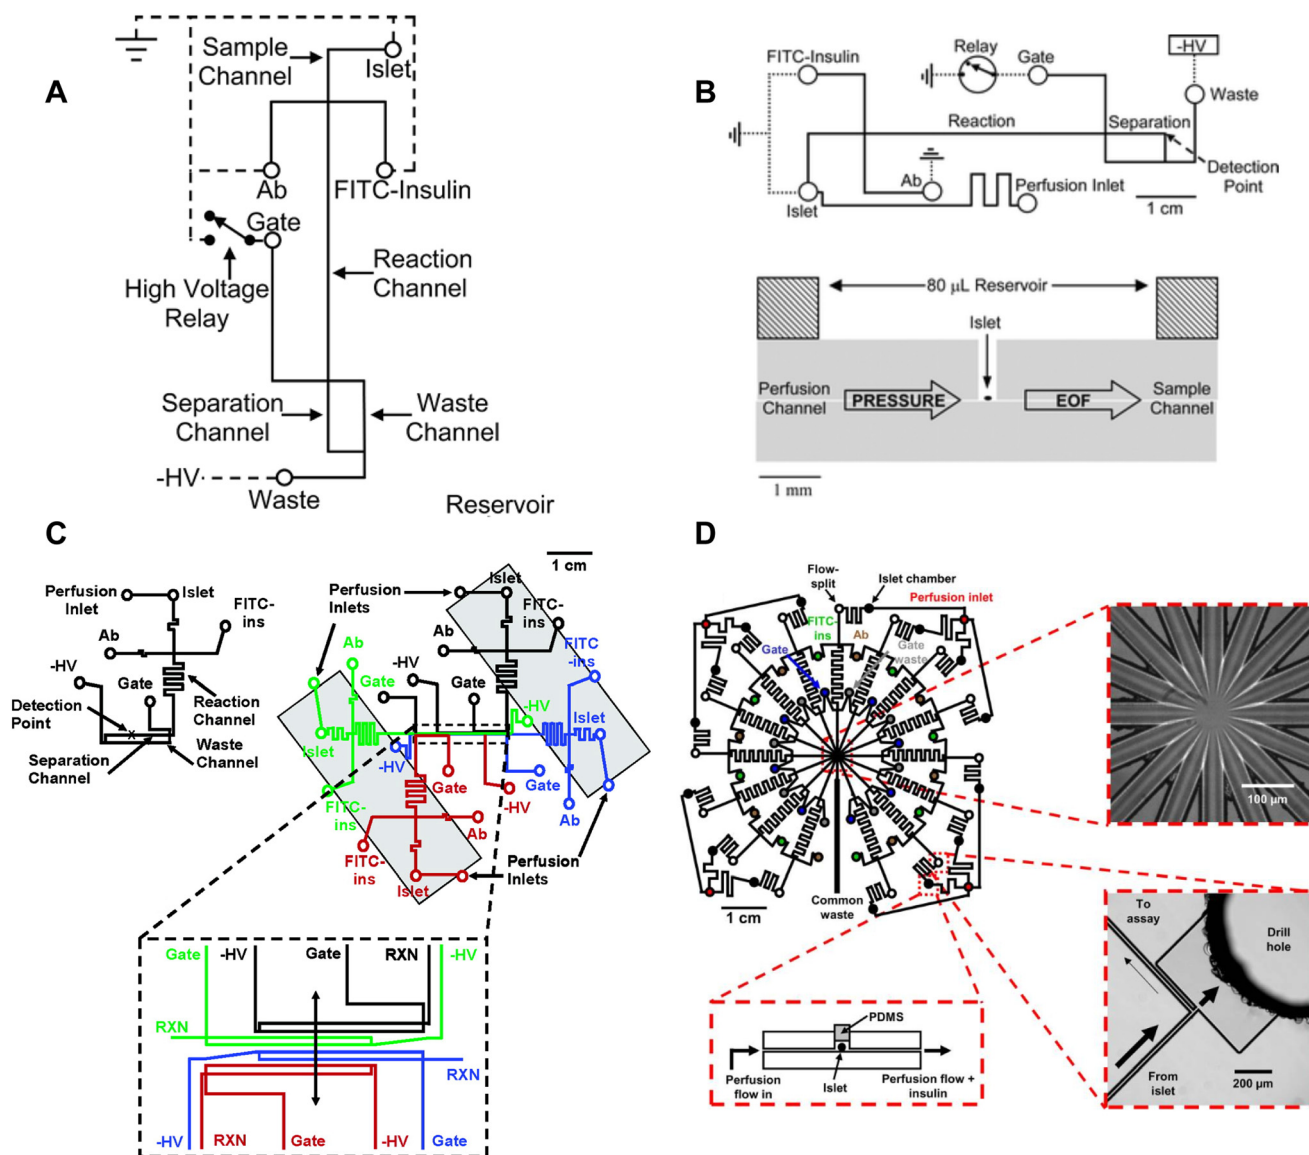 A
Sample
Channel
Islet
Ab
FITC-Insulin
Gate
High Voltage
Relay
Reaction
Channel
Separation
Channel
Waste
Channel
-HV
Waste
Reservoir
B
FITC-Insulin
Relay
Gate
-HV
Waste
Reaction
Separation
Detection
Point
Ab
Perfusion Inlet
Islet
1 cm
80 µL Reservoir
Islet
Perfusion
Channel
PRESSURE
EOF
Sample
Channel
1 mm
C
Perfusion
Inlet
Islet
FITC-
ins
Ab
-HV
Gate
Detection
Point
Reaction
Channel
Separation
Channel
Waste
Channel
x
1 cm
Perfusion
Inlets
Islet
FITC-
ins
Ab
Ab
-HV
Gate
Gate
FITC
-ins
-HV
Islet
Islet
-HV
Gate
Gate
-HV
FITC-
ins
Ab
Ab
FITC-
ins
Islet
Perfusion
Inlets
Gate
-HV
Gate
RXN
-HV
RXN
RXN
-HV
RXN
Gate
-HV
Gate
D
Flow-
split
Islet chamber
Perfusion inlet
FITC-
ins
Ab
Gate
Gate
waste
100 µm
1 cm
Common
waste
PDMS
Perfusion
flow in
Islet
Perfusion flow +
insulin
To
assay
Drill
hole
From
islet
200 µm